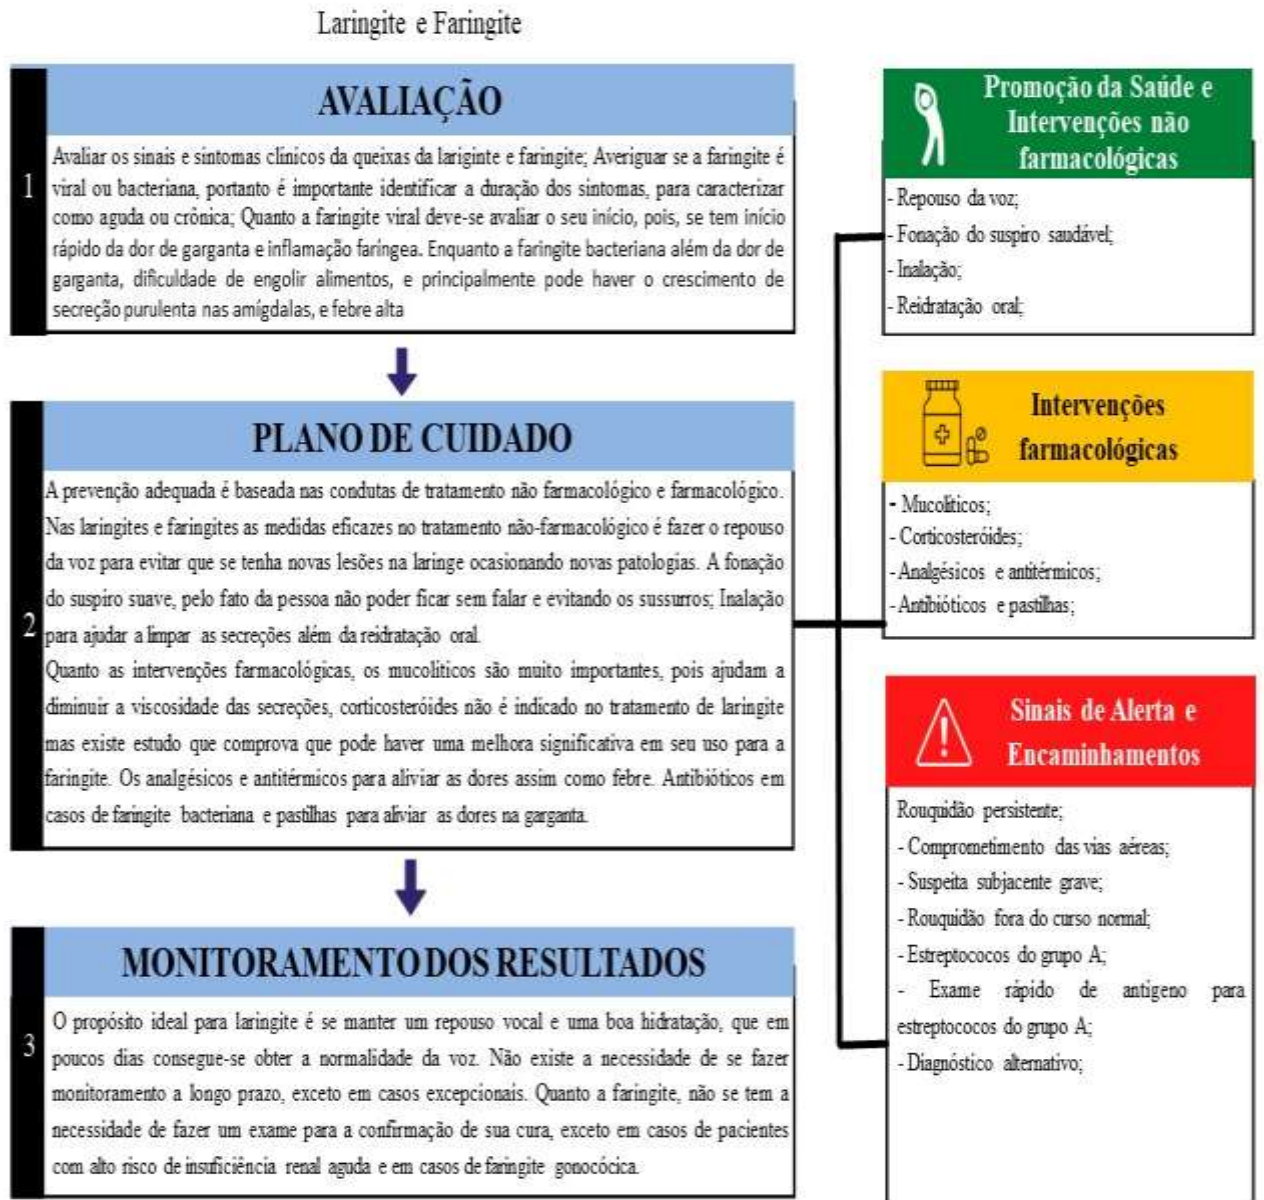 Laringite e Faringite
AVALIAÇÃO
1
Avaliar os sinais e sintomas clínicos da queixas da lariginte e faringite; Averiguar se a faringite é
viral ou bacteriana, portanto é importante identificar a duração dos sintomas, para caracterizar
como aguda ou crônica; Quanto a faringite viral deve-se avaliar o seu início, pois, se tem início
rápido da dor de garganta e inflamação faríngea. Enquanto a faringite bacteriana além da dor de
garganta, dificuldade de engolir alimentos, e principalmente pode haver o crescimento de
secreção purulenta nas amígdalas, e febre alta
PLANO DE CUIDADO
2
A prevenção adequada é baseada nas condutas de tratamento não farmacológico e farmacológico.
Nas laringites e faringites as medidas eficazes no tratamento não-farmacológico é fazer o repouso
da voz para evitar que se tenha novas lesões na laringe ocasionando novas patologias. A fonação
do suspiro suave, pelo fato da pessoa não poder ficar sem falar e evitando os sussurros; Inalação
para ajudar a limpar as secreções além da reidratação oral.
Quanto as intervenções farmacológicas, os mucolíticos são muito importantes, pois ajudam a
diminuir a viscosidade das secreções, corticosteróides não é indicado no tratamento de laringite
mas existe estudo que comprova que pode haver uma melhora significativa em seu uso para a
faringite. Os analgésicos e antitérmicos para aliviar as dores assim como febre. Antibióticos em
casos de faringite bacteriana e pastilhas para aliviar as dores na garganta.
MONITORAMENTO DOS RESULTADOS
3
O propósito ideal para laringite é se manter um repouso vocal e uma boa hidratação, que em
poucos dias consegue-se obter a normalidade da voz. Não existe a necessidade de se fazer
monitoramento a longo prazo, exceto em casos excepcionais. Quanto a faringite, não se tem a
necessidade de fazer um exame para a confirmação de sua cura, exceto em casos de pacientes
com alto risco de insuficiência renal aguda e em casos de faringite gonocócica.
Promoção da Saúde e
Intervenções não
farmacológicas
- Repouso da voz;
- Fonação do suspiro saudável;
- Inalação;
- Reidratação oral;
Intervenções
farmacológicas
- Mucolíticos;
- Corticosteróides;
- Analgésicos e antitérmicos;
- Antibióticos e pastilhas;
Sinais de Alerta e
Encaminhamentos
Rouquidão persistente;
- Comprometimento das vias aéreas;
- Suspeita subjacente grave;
- Rouquidão fora do curso normal;
- Estreptococos do grupo A;
- Exame rápido de antígeno para
estreptococos do grupo A;
- Diagnóstico alternativo;